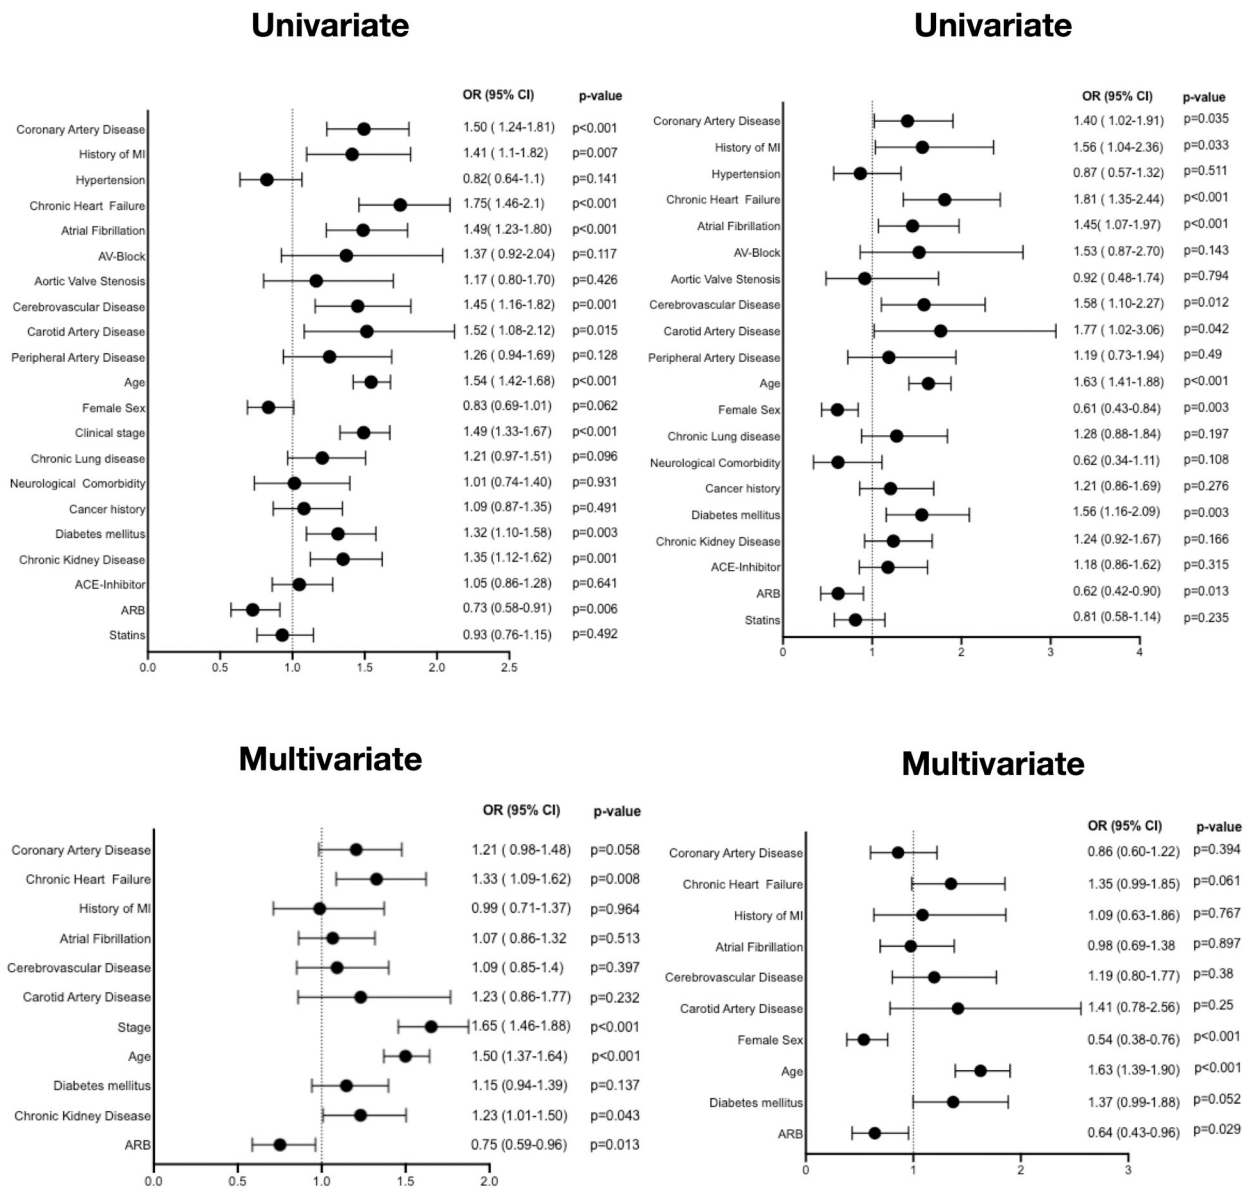 Univariate
OR (95% CI) p-value
Coronary Artery Disease 1.50 ( 1.24-1.81) p<0.001
History of MI 1.41 ( 1.1-1.82) p=0.007
Hypertension 0.82( 0.64-1.1) p=0.141
Chronic Heart Failure 1.75( 1.46-2.1) p<0.001
Atrial Fibrillation 1.49( 1.23-1.80) p<0.001
AV-Block 1.37 ( 0.92-2.04) p=0.117
Aortic Valve Stenosis 1.17 ( 0.80-1.70) p=0.426
Cerebrovascular Disease 1.45 ( 1.16-1.82) p=0.001
Carotid Artery Disease 1.52 ( 1.08-2.12) p=0.015
Peripheral Artery Disease 1.26 ( 0.94-1.69) p=0.128
Age 1.54 ( 1.42-1.68) p<0.001
Female Sex 0.83 (0.69-1.01) p=0.062
Clinical stage 1.49 (1.33-1.67) p<0.001
Chronic Lung disease 1.21 (0.97-1.51) p=0.096
Neurological Comorbidity 1.01 (0.74-1.40) p=0.931
Cancer history 1.09 (0.87-1.35) p=0.491
Diabetes mellitus 1.32 (1.10-1.58) p=0.003
Chronic Kidney Disease 1.35 (1.12-1.62) p=0.001
ACE-Inhibitor 1.05 (0.86-1.28) p=0.641
ARB 0.73 (0.58-0.91) p=0.006
Statins 0.93 (0.76-1.15) p=0.492
0.0 0.5 1.0 1.5 2.0 2.5
Univariate
OR (95% CI) p-value
Coronary Artery Disease 1.40 ( 1.02-1.91) p=0.035
History of MI 1.56 ( 1.04-2.36) p=0.033
Hypertension 0.87 ( 0.57-1.32) p=0.511
Chronic Heart Failure 1.81 ( 1.35-2.44) p<0.001
Atrial Fibrillation 1.45( 1.07-1.97) p<0.001
AV-Block 1.53 ( 0.87-2.70) p=0.143
Aortic Valve Stenosis 0.92 ( 0.48-1.74) p=0.794
Cerebrovascular Disease 1.58 ( 1.10-2.27) p=0.012
Carotid Artery Disease 1.77 ( 1.02-3.06) p=0.042
Peripheral Artery Disease 1.19 ( 0.73-1.94) p=0.49
Age 1.63 ( 1.41-1.88) p<0.001
Female Sex 0.61 (0.43-0.84) p=0.003
Chronic Lung disease 1.28 (0.88-1.84) p=0.197
Neurological Comorbidity 0.62 (0.34-1.11) p=0.108
Cancer history 1.21 (0.86-1.69) p=0.276
Diabetes mellitus 1.56 (1.16-2.09) p=0.003
Chronic Kidney Disease 1.24 (0.92-1.67) p=0.166
ACE-Inhibitor 1.18 (0.86-1.62) p=0.315
ARB 0.62 (0.42-0.90) p=0.013
Statins 0.81 (0.58-1.14) p=0.235
0 1 2 3 4
Multivariate
OR (95% CI) p-value
Coronary Artery Disease 1.21 ( 0.98-1.48) p=0.058
Chronic Heart Failure 1.33 ( 1.09-1.62) p=0.008
History of MI 0.99 ( 0.71-1.37) p=0.964
Atrial Fibrillation 1.07 ( 0.86-1.32 p=0.513
Cerebrovascular Disease 1.09 ( 0.85-1.4) p=0.397
Carotid Artery Disease 1.23 ( 0.86-1.77) p=0.232
Stage 1.65 ( 1.46-1.88) p<0.001
Age 1.50 (1.37-1.64) p<0.001
Diabetes mellitus 1.15 (0.94-1.39) p=0.137
Chronic Kidney Disease 1.23 (1.01-1.50) p=0.043
ARB 0.75 (0.59-0.96) p=0.013
0.0 0.5 1.0 1.5 2.0
Multivariate
OR (95% CI) p-value
Coronary Artery Disease 0.86 (0.60-1.22) p=0.394
Chronic Heart Failure 1.35 (0.99-1.85) p=0.061
History of MI 1.09 (0.63-1.86) p=0.767
Atrial Fibrillation 0.98 (0.69-1.38 p=0.897
Cerebrovascular Disease 1.19 (0.80-1.77) p=0.38
Carotid Artery Disease 1.41 (0.78-2.56) p=0.25
Female Sex 0.54 (0.38-0.76) p<0.001
Age 1.63 (1.39-1.90) p<0.001
Diabetes mellitus 1.37 (0.99-1.88) p=0.052
ARB 0.64 (0.43-0.96) p=0.029
0 1 2 3